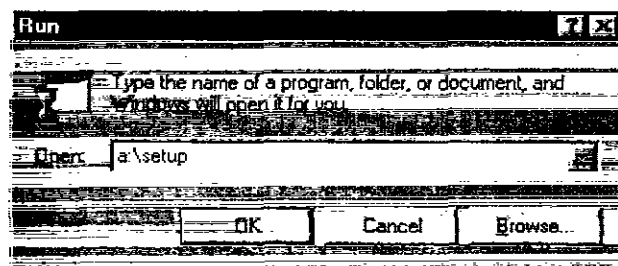 Run
Type the name of a program, folder, or document, and
Windows will open it for you.
Open: a:\setup
OK Cancel Browse...